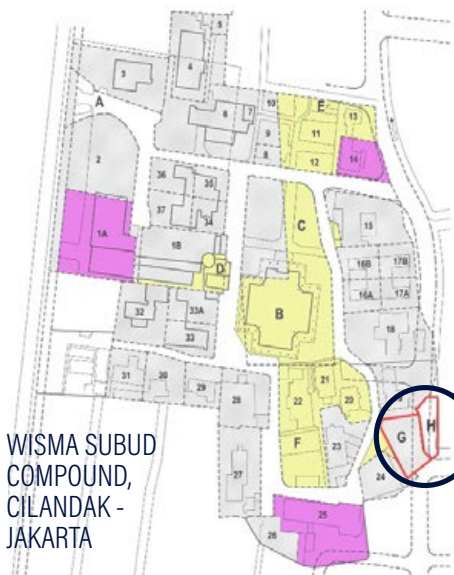 5
4
3
A
6
7
10
E
13
9
11
8
12
14
2
36
35
37
34
1A
1B
C
15
D
16B
17B
16A
17A
B
32
33A
33
18
31
30
29
28
21
22
20
G
H
F
23
24
27
25
26
WISMA SUBUD
COMPOUND,
CILANDAK -
JAKARTA